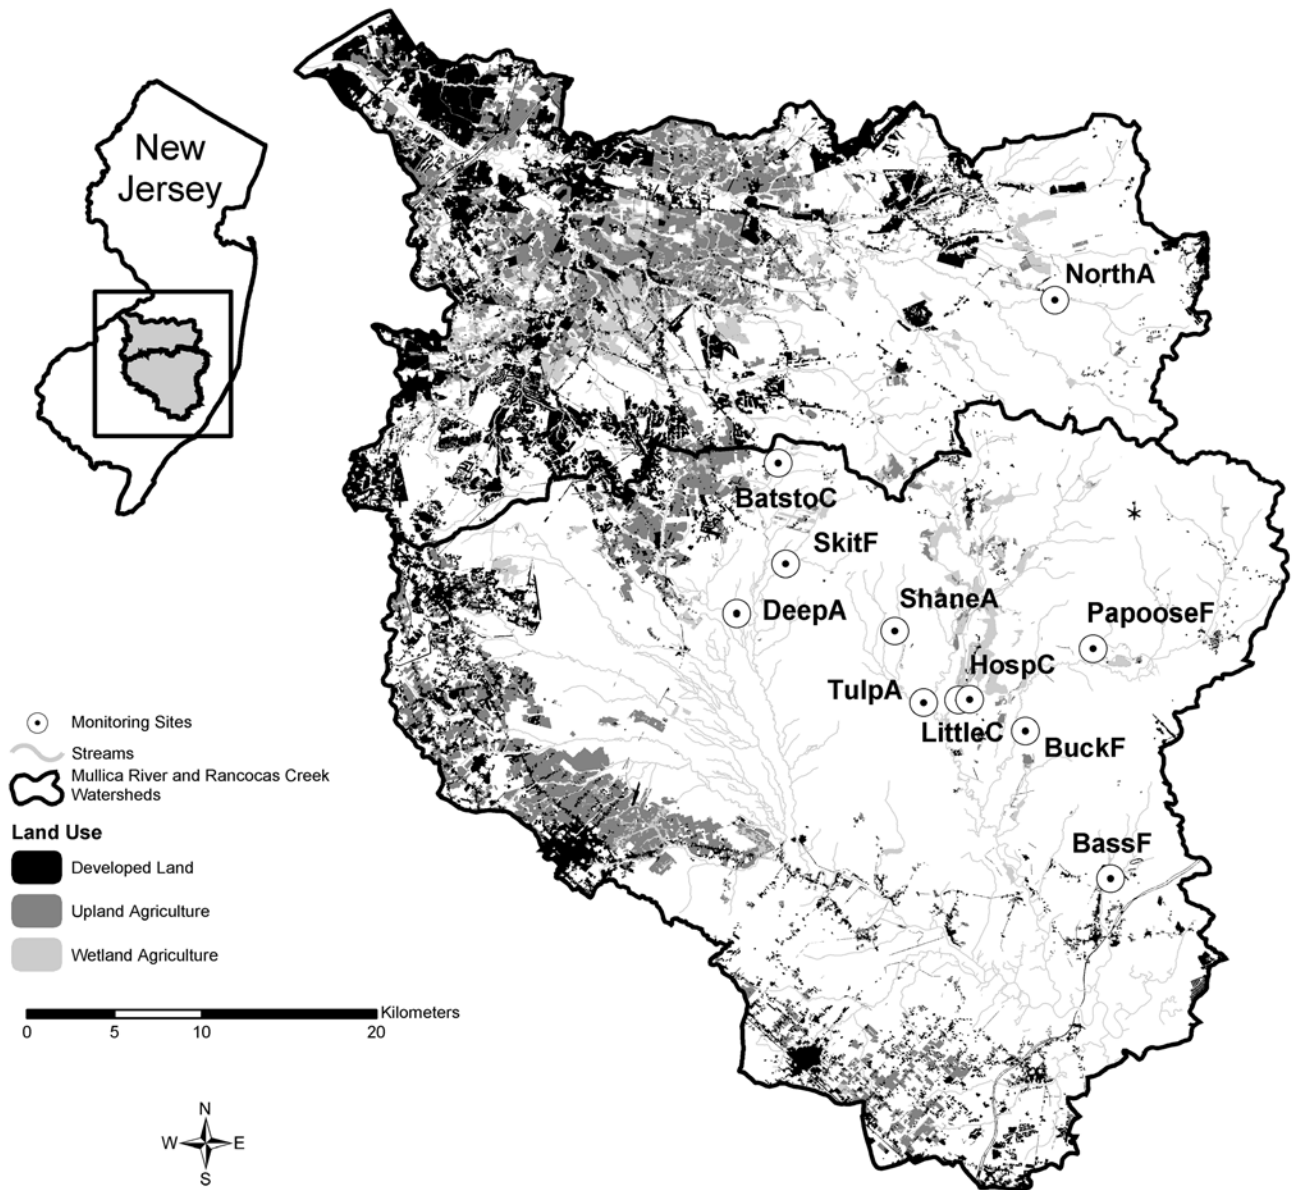 New
Jersey
NorthA
BatstoC
SkitF
DeepA
ShaneA
PapooseF
HospC
TulpA
LittleC
BuckF
BassF
Monitoring Sites
Streams
Mullica River and Rancocas Creek
Watersheds
Land Use
Developed Land
Upland Agriculture
Wetland Agriculture
Kilometers
0 5 10 20
N
W E
S